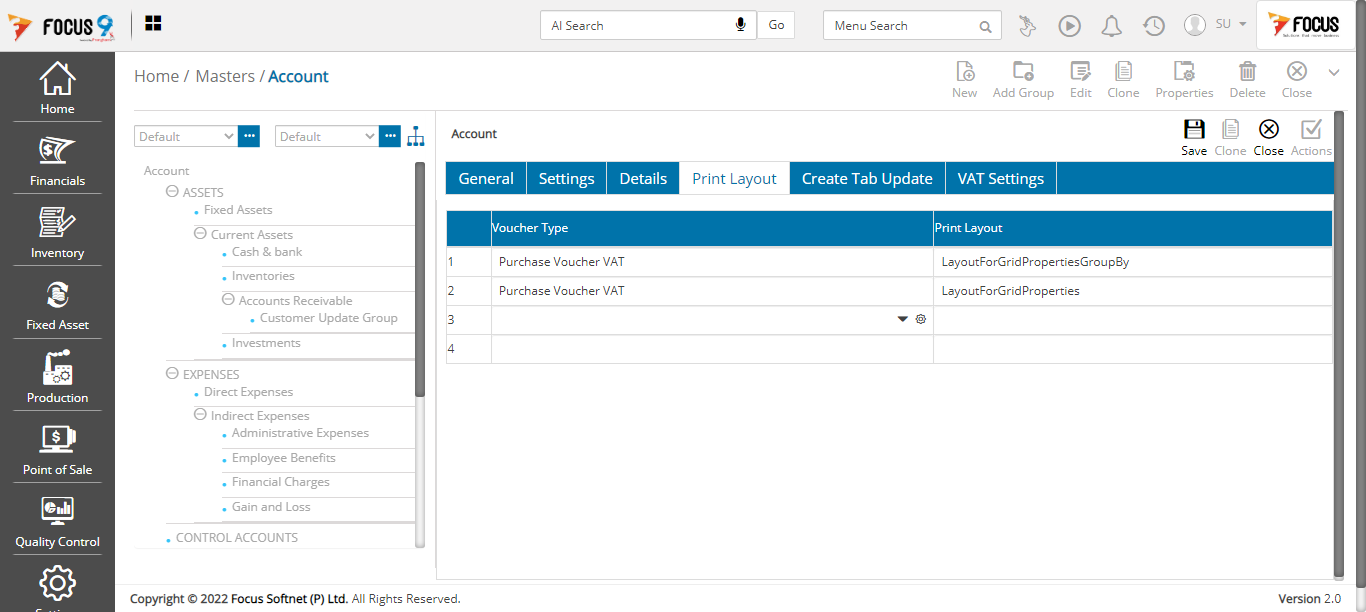 FOCUS 9
AI Search
Go
Menu Search
SU
FOCUS
Home / Masters / Account
New
Add Group
Edit
Clone
Properties
Delete
Close
Home
Financials
Inventory
Fixed Asset
Production
Point of Sale
Quality Control
Default
Default
Account
ASSETS
Fixed Assets
Current Assets
Cash & bank
Inventories
Accounts Receivable
Customer Update Group
Investments
EXPENSES
Direct Expenses
Indirect Expenses
Administrative Expenses
Employee Benefits
Financial Charges
Gain and Loss
CONTROL ACCOUNTS
Account
Save
Clone
Close
Actions
General
Settings
Details
Print Layout
Create Tab Update
VAT Settings
Voucher Type
Print Layout
1 Purchase Voucher VAT LayoutForGridPropertiesGroupBy
2 Purchase Voucher VAT LayoutForGridProperties
3
4
Copyright © 2022 Focus Softnet (P) Ltd. All Rights Reserved.
Version 2.0